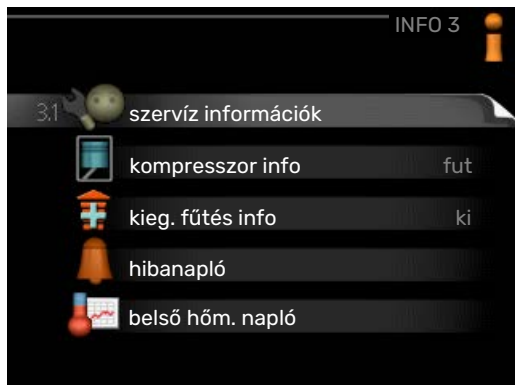 INFO 3
3.1 szervíz információk
kompresszor info fut
kieg. fűtés info ki
hibanapló
belső hőm. napló